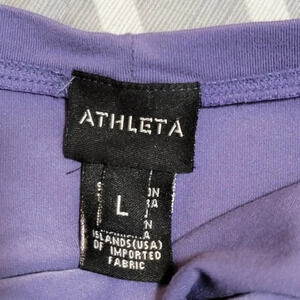 ATHLETA
L
ISLANDS(USA)
OF IMPORTED
FABRIC